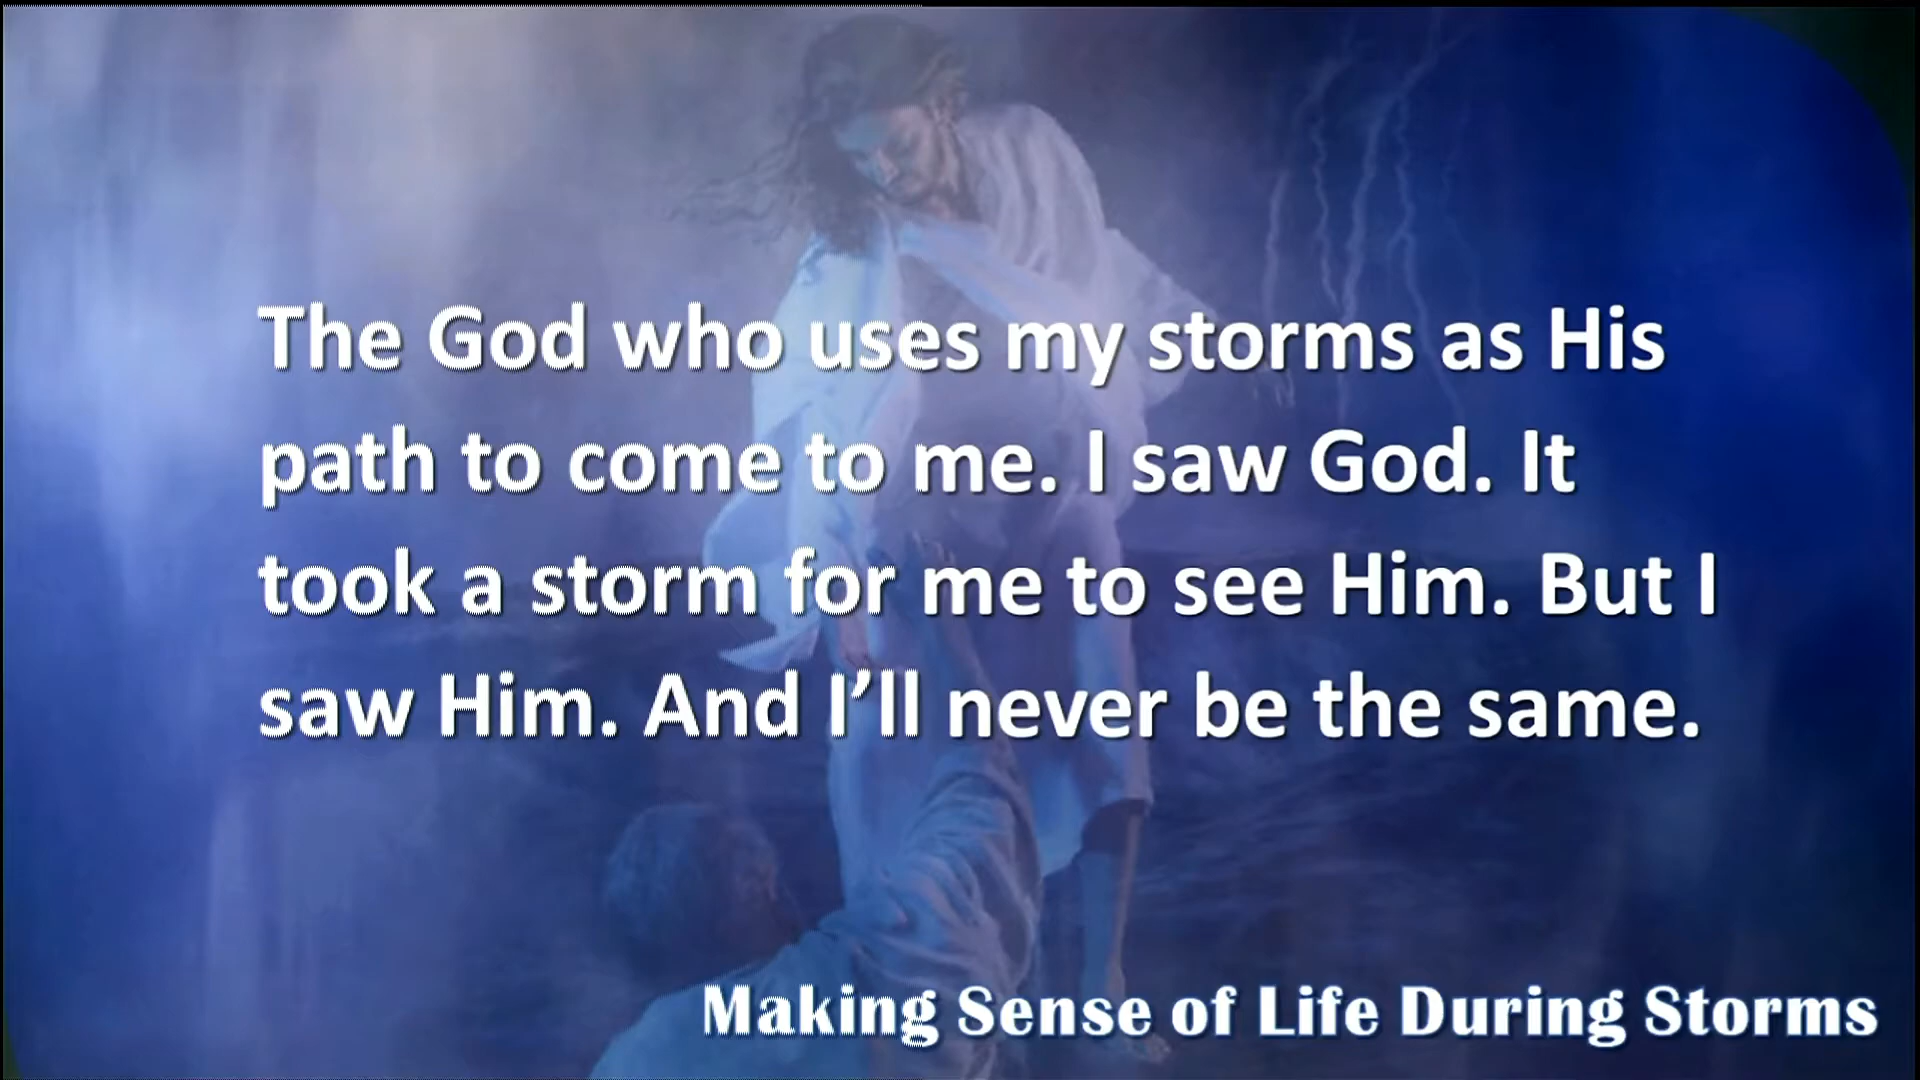 The God who uses my storms as His
path to come to me. I saw God. It
took a storm for me to see Him. But I
saw Him. And I’ll never be the same.
Making Sense of Life During Storms